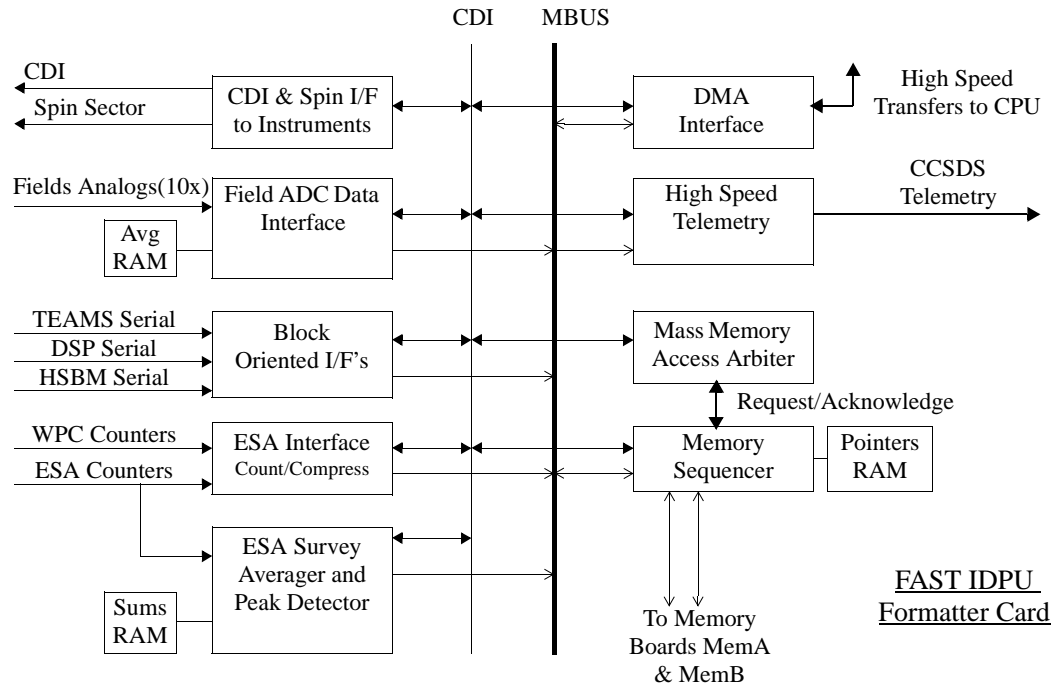 CDI
MBUS
CDI
Spin Sector
CDI & Spin I/F
to Instruments
DMA
Interface
High Speed
Transfers to CPU
Fields Analogs(10x)
Field ADC Data
Interface
Avg
RAM
High Speed
Telemetry
CCSDS
Telemetry
TEAMS Serial
DSP Serial
HSBM Serial
Block
Oriented I/F's
Mass Memory
Access Arbiter
Request/Acknowledge
WPC Counters
ESA Counters
ESA Interface
Count/Compress
Memory
Sequencer
Pointers
RAM
ESA Survey
Averager and
Peak Detector
Sums
RAM
To Memory
Boards MemA
& MemB
FAST IDPU
Formatter Card